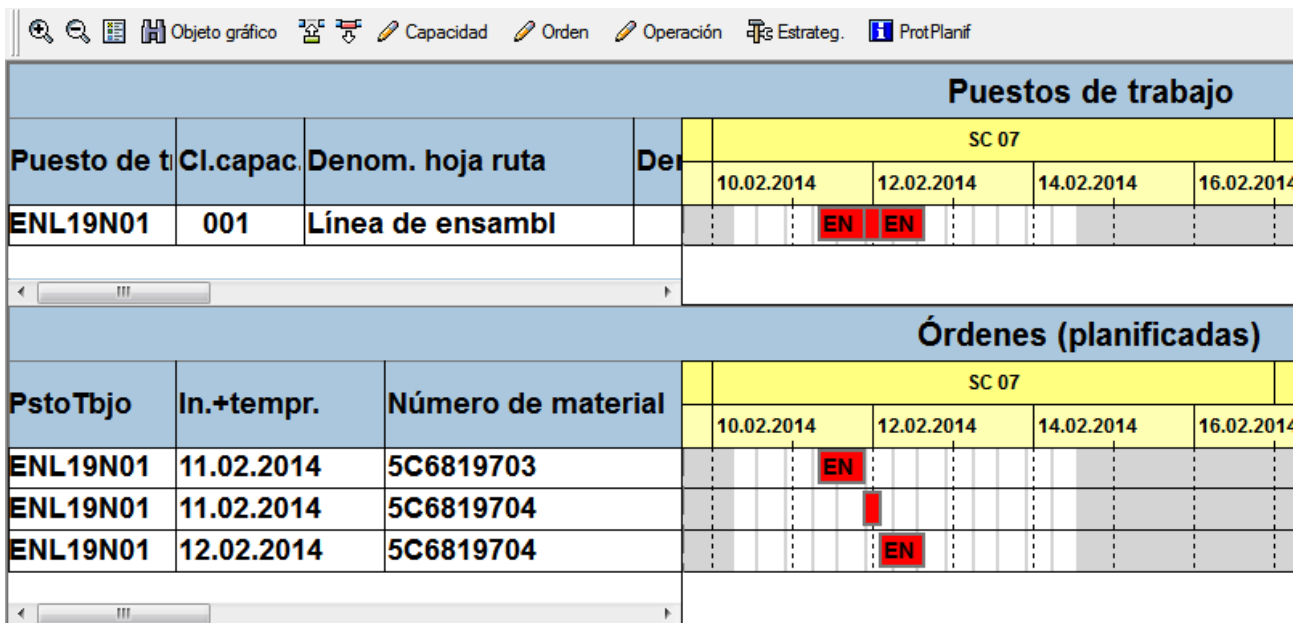 Objeto gráfico Capacidad Orden Operación Estrateg. ProtPlanif
Puestos de trabajo
SC 07
Puesto de t Cl.capac. Denom. hoja ruta Der
10.02.2014 12.02.2014 14.02.2014 16.02.2014
ENL19N01 001 Línea de ensambl EN EN
Órdenes (planificadas)
SC 07
PstoTbjo In.+tempr. Número de material
10.02.2014 12.02.2014 14.02.2014 16.02.2014
ENL19N01 11.02.2014 5C6819703 EN
ENL19N01 11.02.2014 5C6819704
ENL19N01 12.02.2014 5C6819704 EN